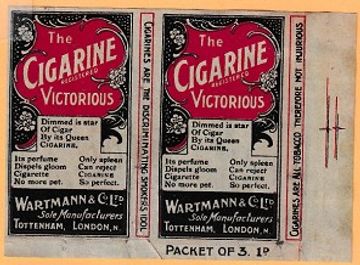 The
CIGARINE
REGISTERED
VICTORIOUS
Dimmed is star
Of Cigar
By its Queen
CIGARINE.
Its perfume
Dispels gloom
Cigarette
No more pet.
Only spleen
Can reject
CIGARINE
So perfect.
WARTMANN & Co LTD
Sole Manufacturers
TOTTENHAM, LONDON, N.
CIGARINES ARE THE DISCRIMINATING SMOKERS IDOL.
The
CIGARINE
REGISTERED
VICTORIOUS
Dimmed is star
Of Cigar
By its Queen
CIGARINE.
Its perfume
Dispels gloom
Cigarette
No more pet.
Only spleen
Can reject
CIGARINE
So perfect.
WARTMANN & Co LTD
Sole Manufacturers
TOTTENHAM, LONDON, N.
CIGARINES ARE ALL TOBACCO THEREFORE NOT INJURIOUS
PACKET OF 3. 1D